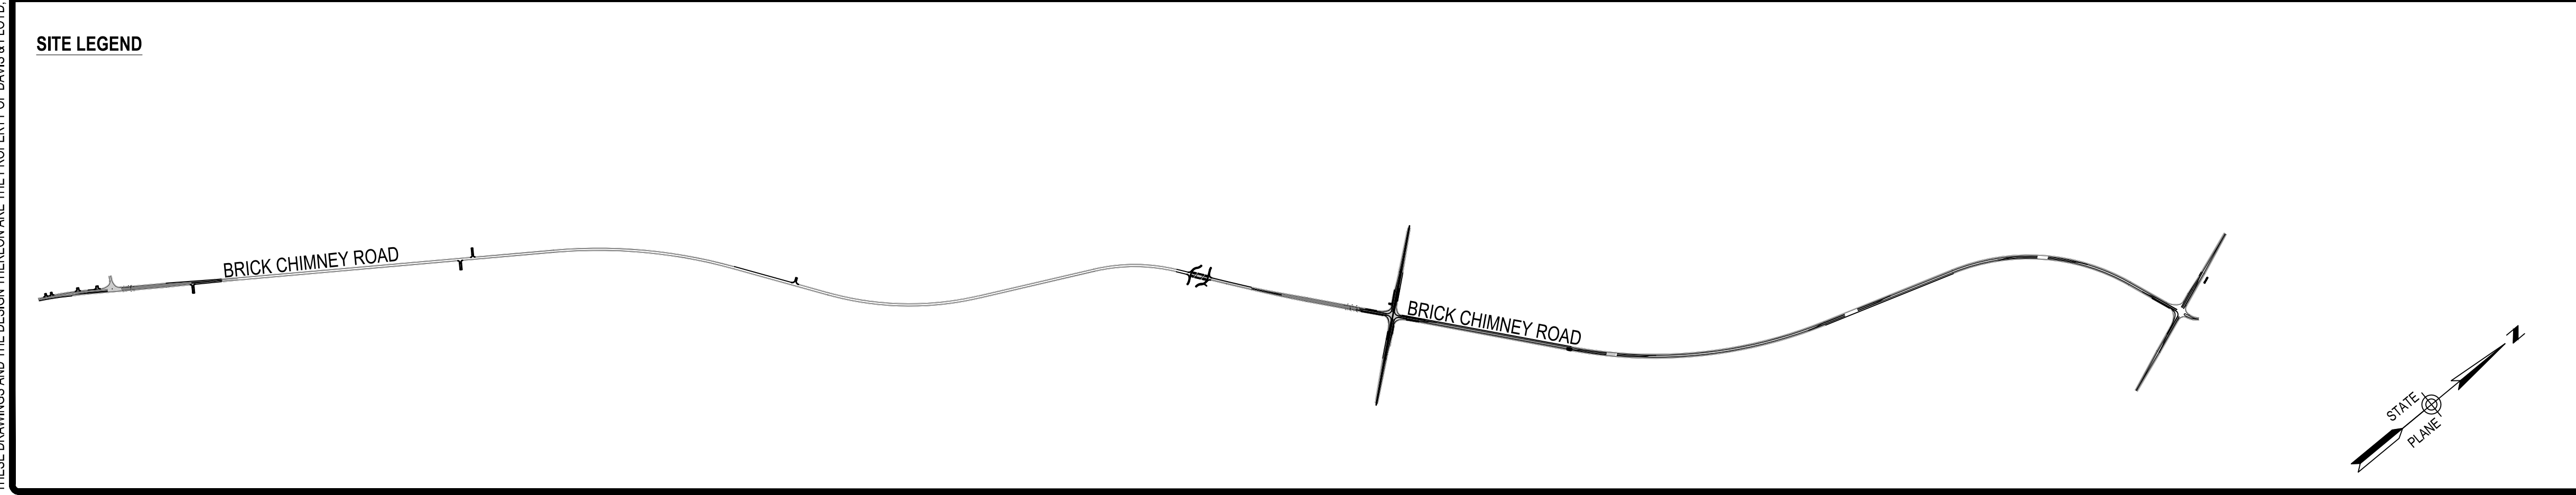 SITE LEGEND
BRICK CHIMNEY ROAD
BRICK CHIMNEY ROAD
N
STATE
PLANE